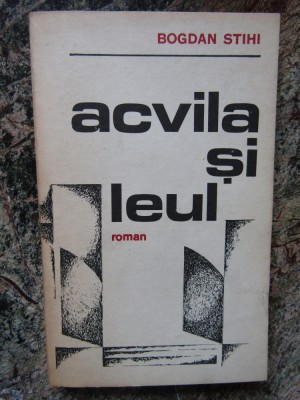 BOGDAN STIHI
acvila
și
leul
roman